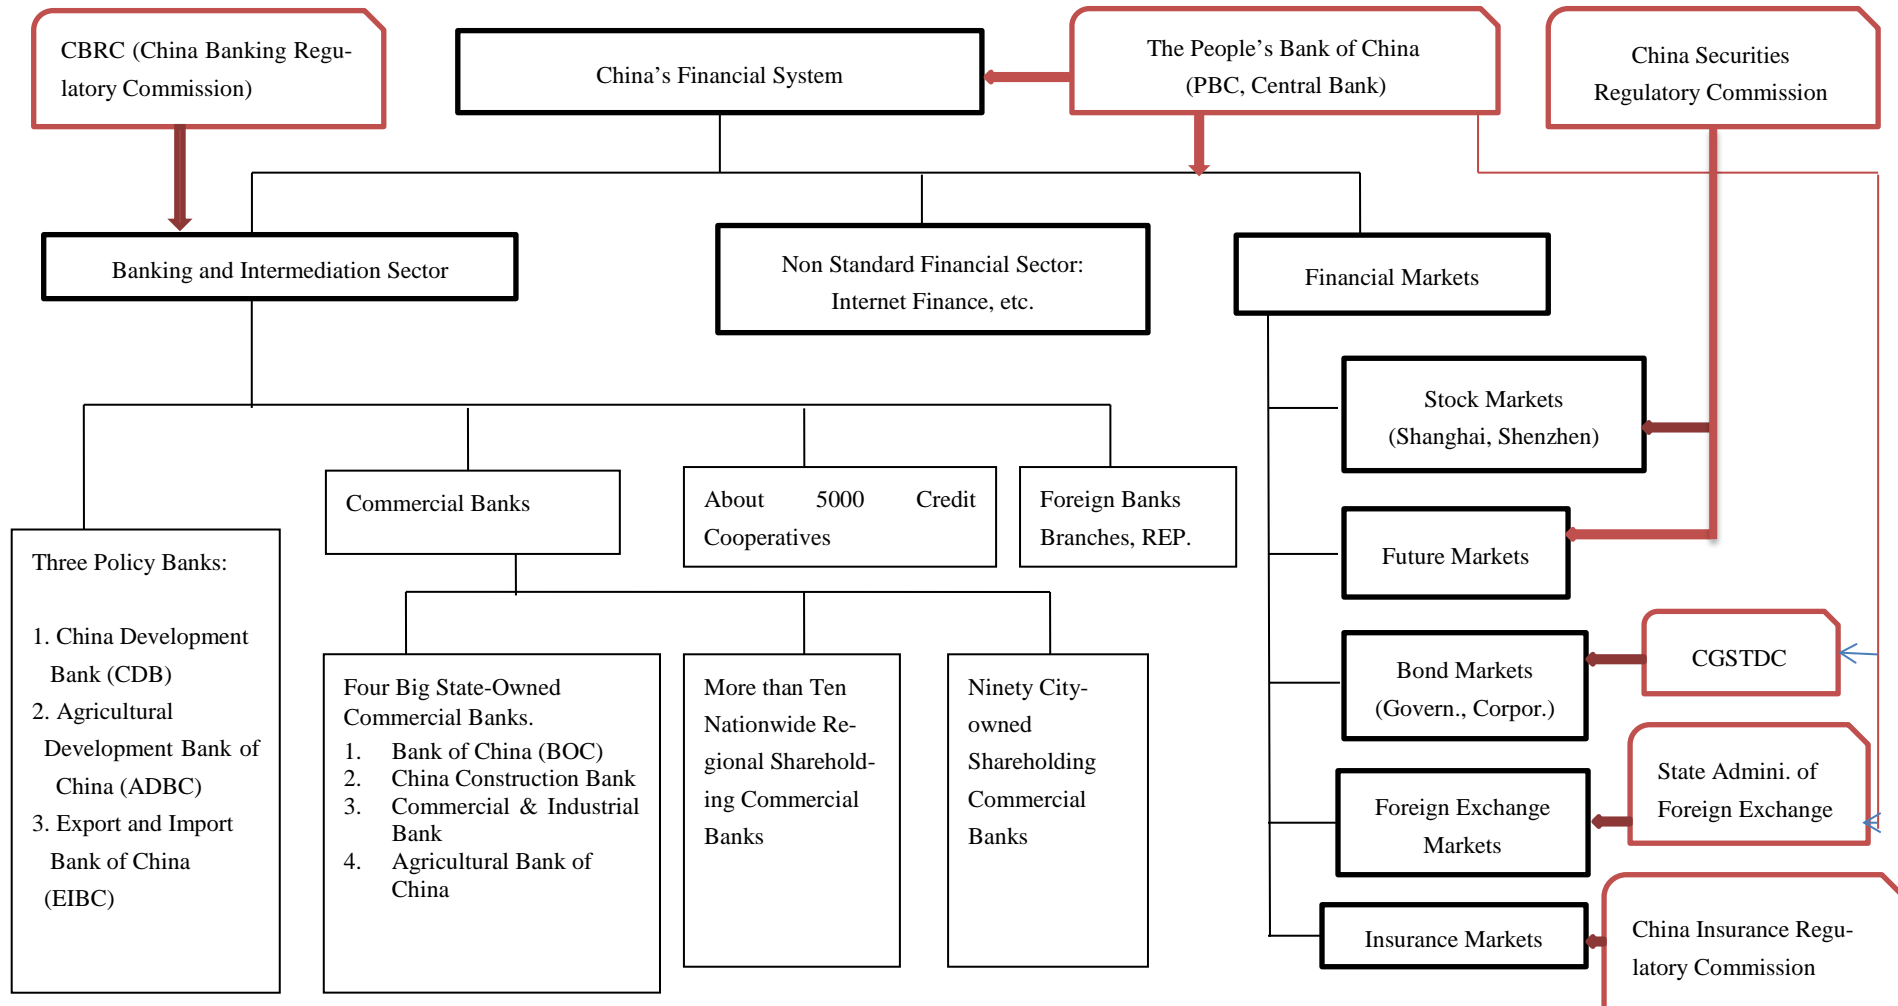 CBRC (China Banking Regu-
latory Commission)
China’s Financial System
The People’s Bank of China
(PBC, Central Bank)
China Securities
Regulatory Commission
Banking and Intermediation Sector
Non Standard Financial Sector:
Internet Finance, etc.
Financial Markets
Stock Markets
(Shanghai, Shenzhen)
Commercial Banks
About 5000 Credit
Cooperatives
Foreign Banks
Branches, REP.
Future Markets
Three Policy Banks:
1. China Development
Bank (CDB)
2. Agricultural
Development Bank of
China (ADBC)
3. Export and Import
Bank of China
(EIBC)
Four Big State-Owned
Commercial Banks.
1. Bank of China (BOC)
2. China Construction Bank
3. Commercial & Industrial
Bank
4. Agricultural Bank of
China
More than Ten
Nationwide Re-
gional Sharehold-
ing Commercial
Banks
Ninety City-
owned
Shareholding
Commercial
Banks
Bond Markets
(Govern., Corpor.)
CGSTDC
Foreign Exchange
Markets
State Admini. of
Foreign Exchange
Insurance Markets
China Insurance Regu-
latory Commission